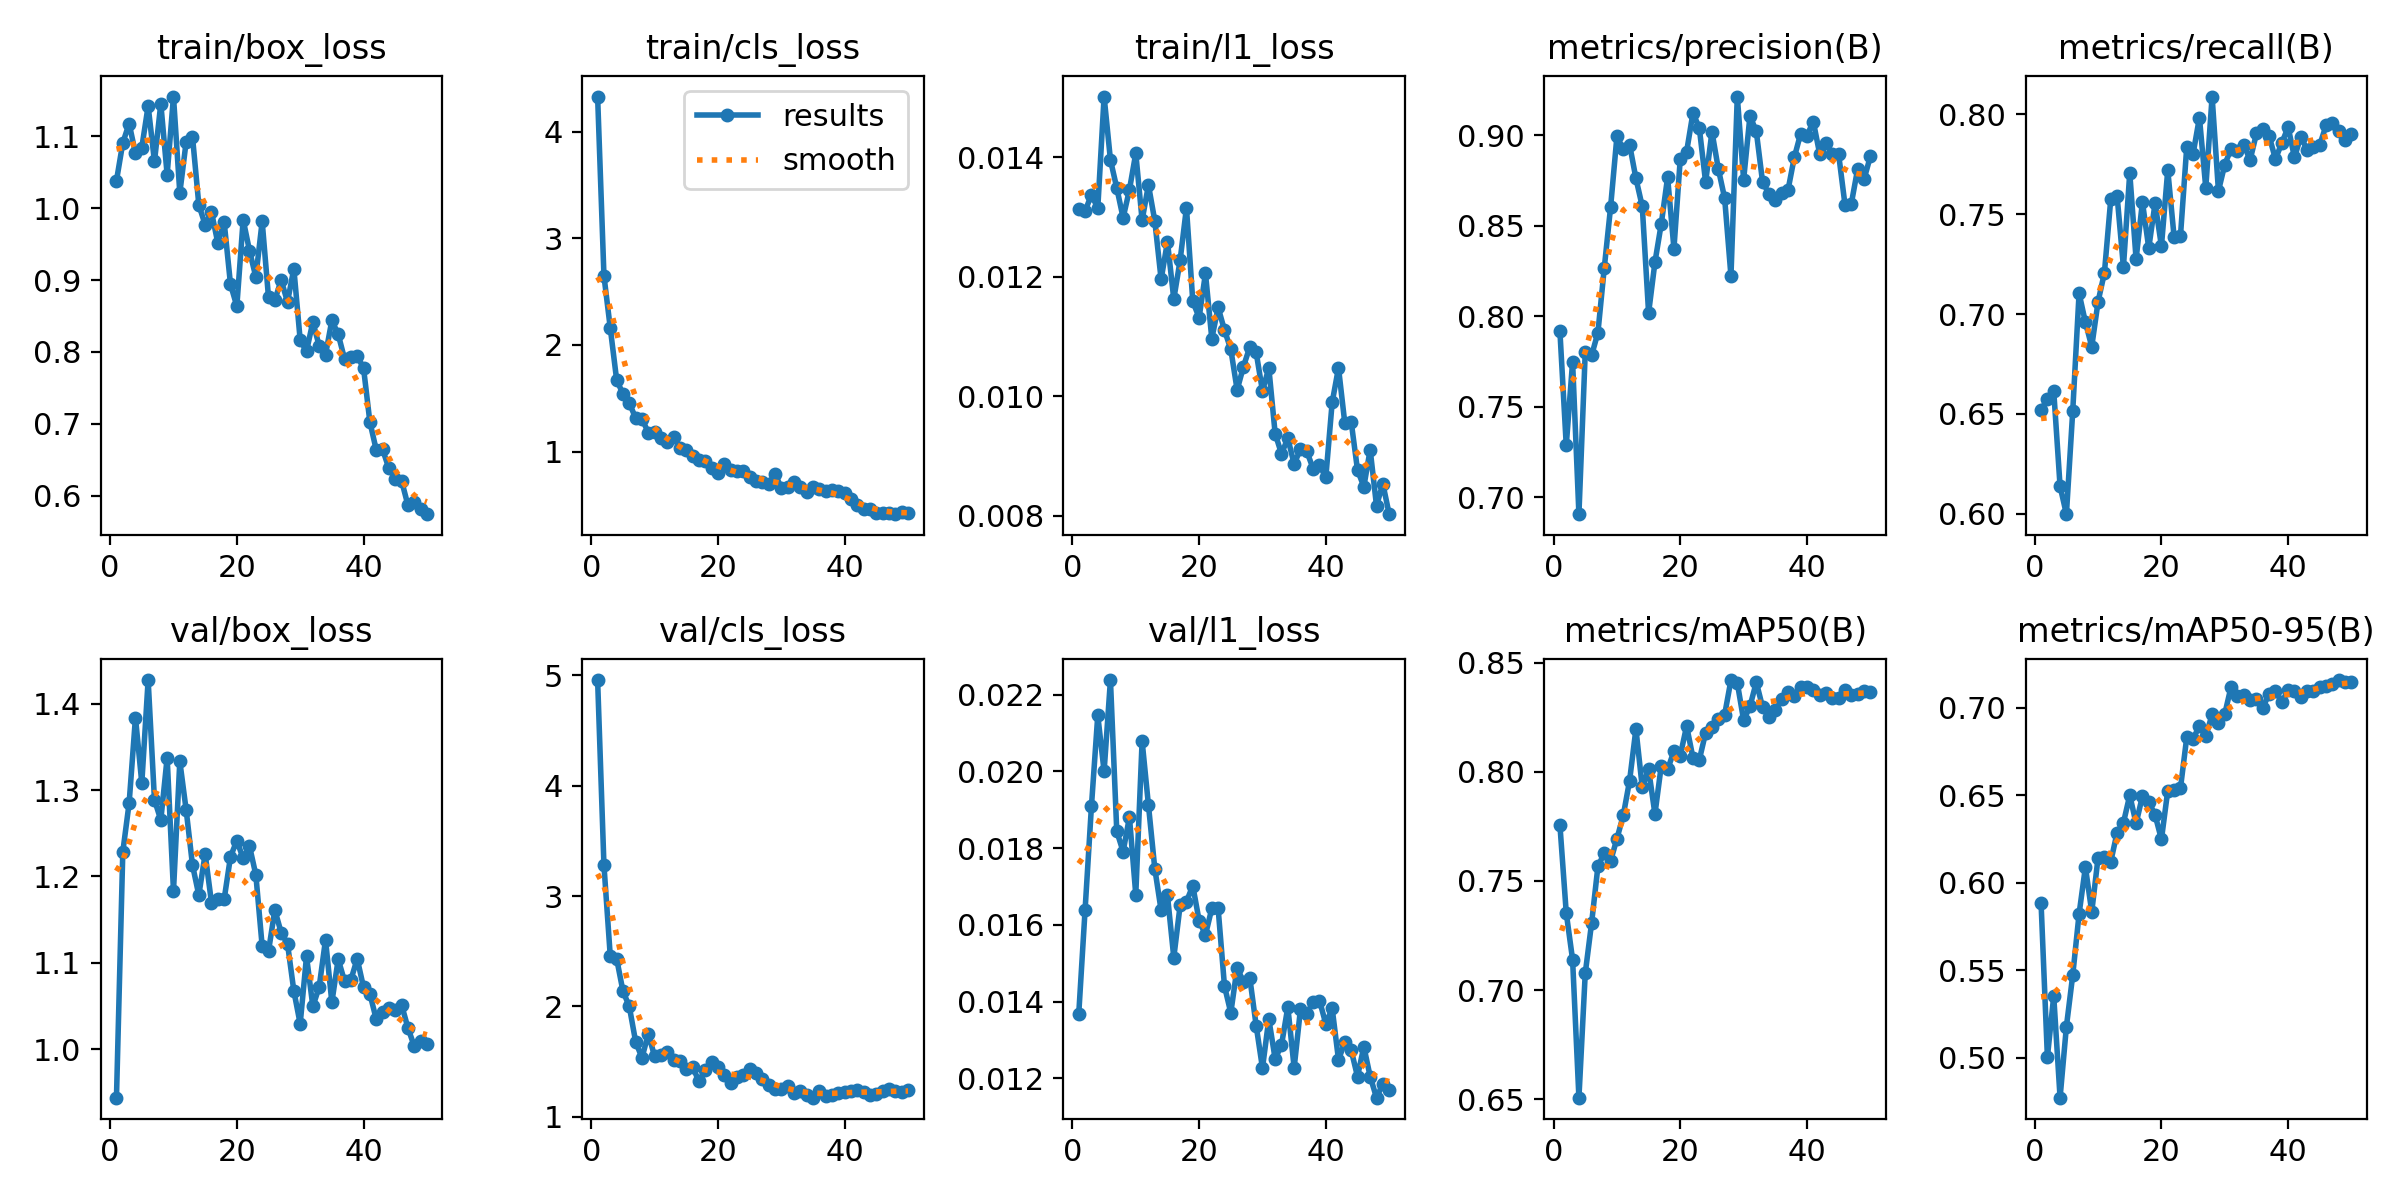 train/box_loss
1.1
1.0
0.9
0.8
0.7
0.6
0 20 40
train/cls_loss
results
smooth
4
3
2
1
0 20 40
train/l1_loss
0.014
0.012
0.010
0.008
0 20 40
metrics/precision(B)
0.90
0.85
0.80
0.75
0.70
0 20 40
metrics/recall(B)
0.80
0.75
0.70
0.65
0.60
0 20 40
val/box_loss
1.4
1.3
1.2
1.1
1.0
0 20 40
val/cls_loss
5
4
3
2
1
0 20 40
val/l1_loss
0.022
0.020
0.018
0.016
0.014
0.012
0 20 40
metrics/mAP50(B)
0.85
0.80
0.75
0.70
0.65
0 20 40
metrics/mAP50-95(B)
0.70
0.65
0.60
0.55
0.50
0 20 40